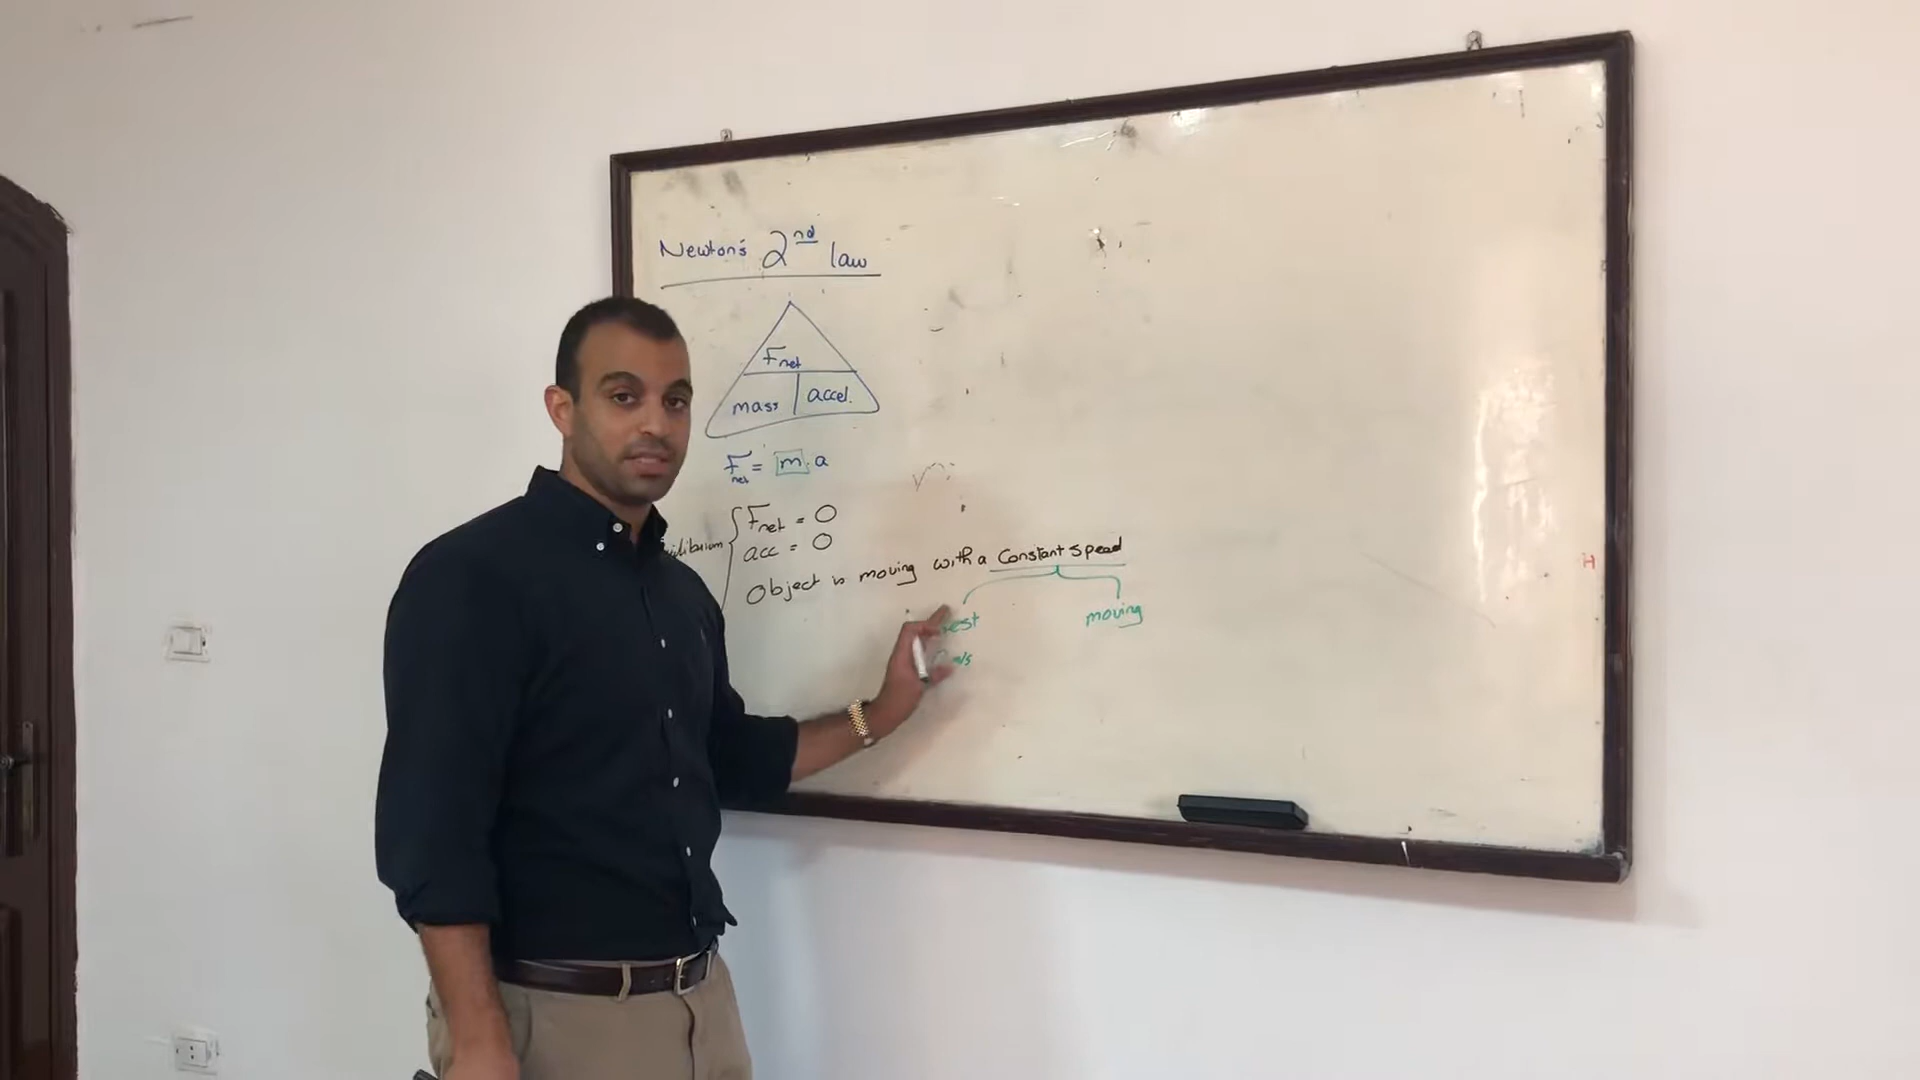 Newton's 2nd law
Fnet
mass accel.
Fnet = m . a
Fnet = 0
acc = 0
Object is moving with a Constant speed
moving
m/s
H